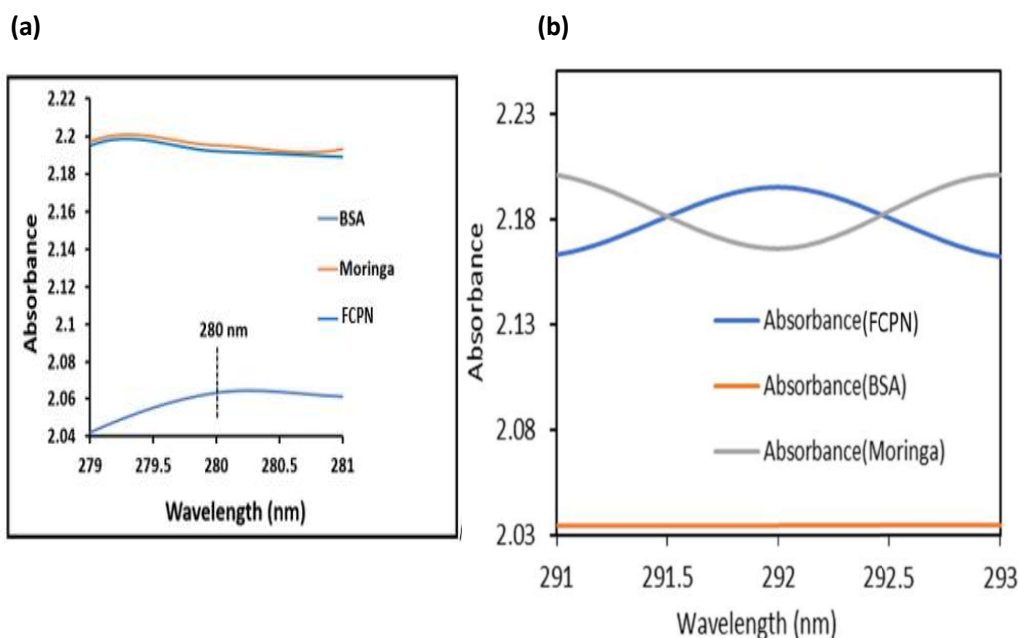 (a)
2.22
2.2
2.18
2.16
2.14
2.12
2.1
2.08
2.06
2.04
Absorbance
BSA
Moringa
FCPN
280 nm
279 279.5 280 280.5 281
Wavelength (nm)
(b)
2.23
2.18
2.13
2.08
2.03
Absorbance
Absorbance(FCPN)
Absorbance(BSA)
Absorbance(Moringa)
291 291.5 292 292.5 293
Wavelength (nm)